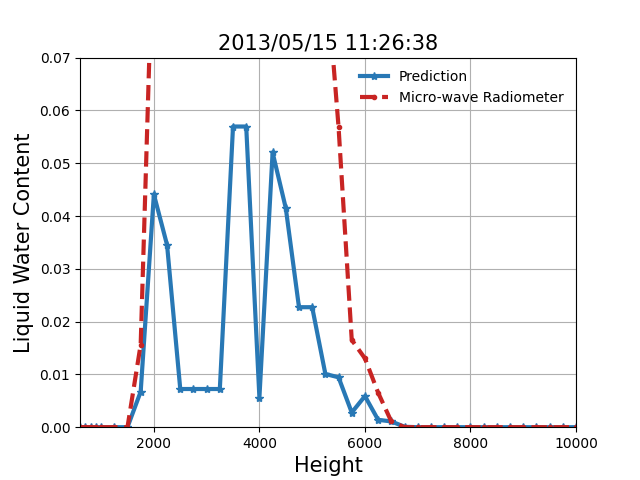 2013/05/15 11:26:38
Prediction
Micro-wave Radiometer
Liquid Water Content
0.07
0.06
0.05
0.04
0.03
0.02
0.01
0.00
2000 4000 6000 8000 10000
Height